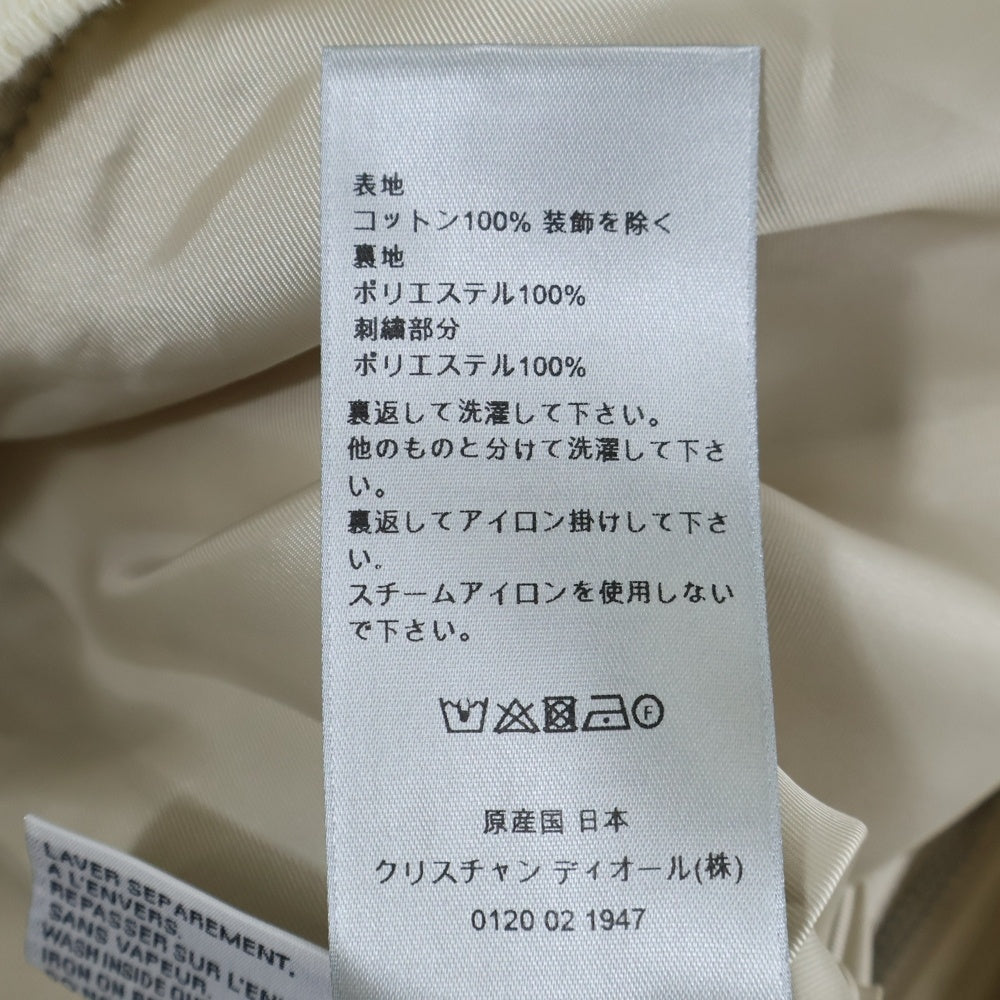 表地
コットン100% 装飾を除く
裏地
ポリエステル100%
刺繍部分
ポリエステル100%
裏返して洗濯して下さい。
他のものと分けて洗濯して下さ
い。
裏返してアイロン掛けして下さ
い。
スチームアイロンを使用しない
で下さい。
F
原産国 日本
クリスチャン ディオール(株)
0120 02 1947
LAVER SEPAREMENT.
A L'ENVERS
REPASSER SUR L'EN
SANS VAPEUR.
WASH INSIDE OU
IRON ON